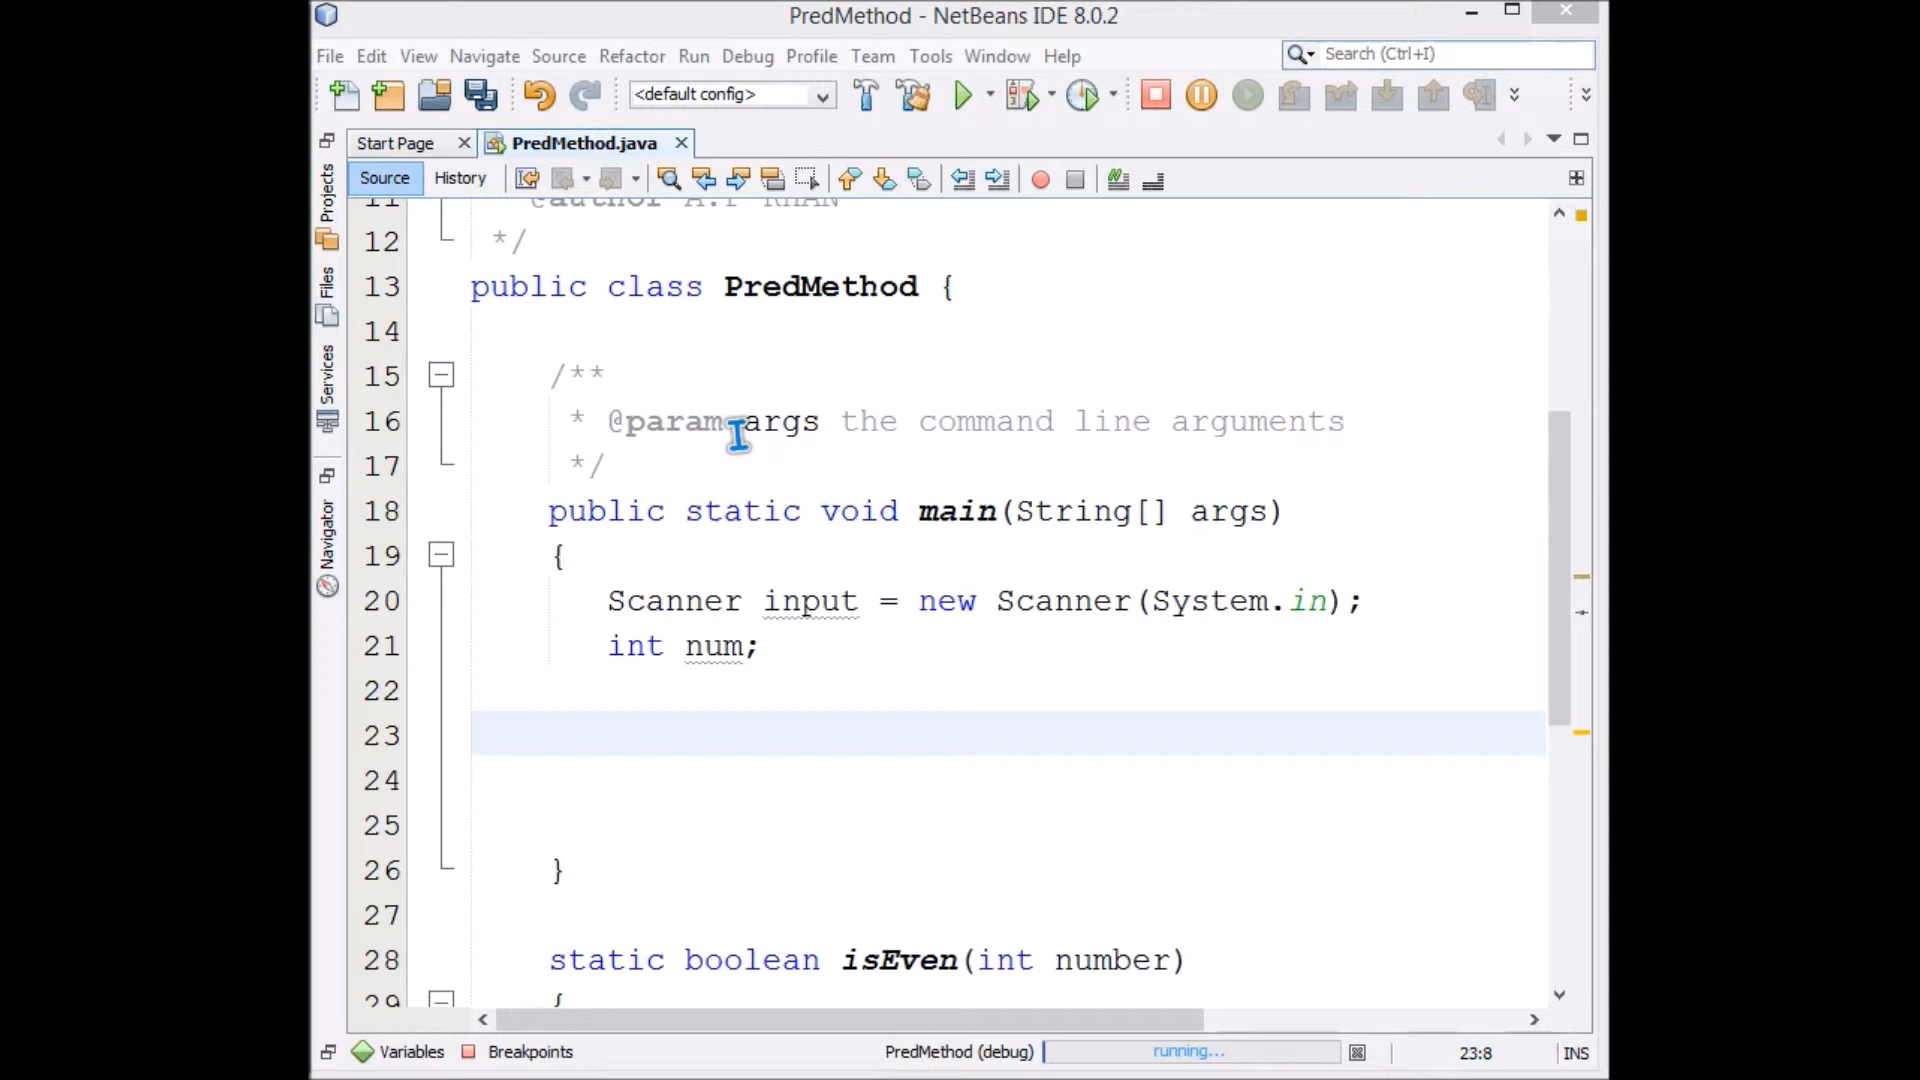 PredMethod - NetBeans IDE 8.0.2
File Edit View Navigate Source Refactor Run Debug Profile Team Tools Window Help
Search (Ctrl+I)
<default config>
Start Page
PredMethod.java
Source History
Projects
Files
Services
Navigator
11 @author A.F KHAN
12 */
13 public class PredMethod {
14
15 /**
16 * @param args the command line arguments
17 */
18 public static void main(String[] args)
19 {
20 Scanner input = new Scanner(System.in);
21 int num;
22
23
24
25
26 }
27
28 static boolean isEven(int number)
29 {
Variables Breakpoints PredMethod (debug) running... 23:8 INS